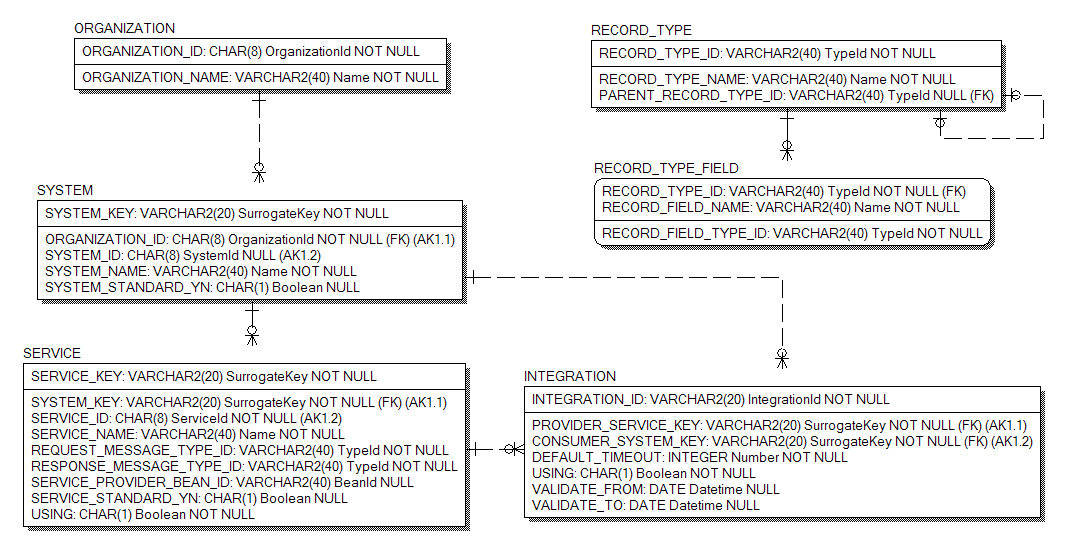 ORGANIZATION
ORGANIZATION_ID: CHAR(8) OrganizationId NOT NULL
ORGANIZATION_NAME: VARCHAR2(40) Name NOT NULL
RECORD_TYPE
RECORD_TYPE_ID: VARCHAR2(40) TypeId NOT NULL
RECORD_TYPE_NAME: VARCHAR2(40) Name NOT NULL
PARENT_RECORD_TYPE_ID: VARCHAR2(40) TypeId NULL (FK)
RECORD_TYPE_FIELD
RECORD_TYPE_ID: VARCHAR2(40) TypeId NOT NULL (FK)
RECORD_FIELD_NAME: VARCHAR2(40) Name NOT NULL
RECORD_FIELD_TYPE_ID: VARCHAR2(40) TypeId NOT NULL
SYSTEM
SYSTEM_KEY: VARCHAR2(20) SurrogateKey NOT NULL
ORGANIZATION_ID: CHAR(8) OrganizationId NOT NULL (FK) (AK1.1)
SYSTEM_ID: CHAR(8) SystemId NULL (AK1.2)
SYSTEM_NAME: VARCHAR2(40) Name NOT NULL
SYSTEM_STANDARD_YN: CHAR(1) Boolean NULL
SERVICE
SERVICE_KEY: VARCHAR2(20) SurrogateKey NOT NULL
SYSTEM_KEY: VARCHAR2(20) SurrogateKey NOT NULL (FK) (AK1.1)
SERVICE_ID: CHAR(8) ServiceId NOT NULL (AK1.2)
SERVICE_NAME: VARCHAR2(40) Name NOT NULL
REQUEST_MESSAGE_TYPE_ID: VARCHAR2(40) TypeId NOT NULL
RESPONSE_MESSAGE_TYPE_ID: VARCHAR2(40) TypeId NOT NULL
SERVICE_PROVIDER_BEAN_ID: VARCHAR2(40) BeanId NULL
SERVICE_STANDARD_YN: CHAR(1) Boolean NULL
USING: CHAR(1) Boolean NOT NULL
INTEGRATION
INTEGRATION_ID: VARCHAR2(20) IntegrationId NOT NULL
PROVIDER_SERVICE_KEY: VARCHAR2(20) SurrogateKey NOT NULL (FK) (AK1.1)
CONSUMER_SYSTEM_KEY: VARCHAR2(20) SurrogateKey NOT NULL (FK) (AK1.2)
DEFAULT_TIMEOUT: INTEGER Number NOT NULL
USING: CHAR(1) Boolean NOT NULL
VALIDATE_FROM: DATE Datetime NULL
VALIDATE_TO: DATE Datetime NULL